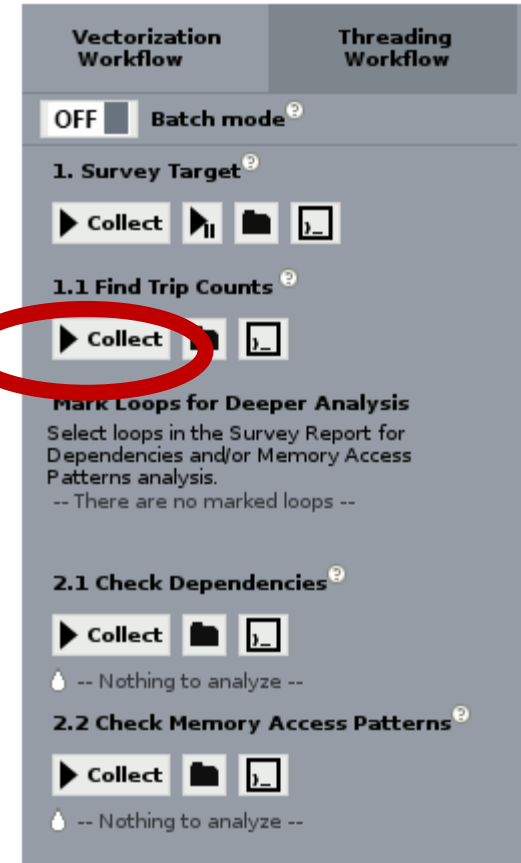 Vectorization
Workflow
Threading
Workflow
OFF Batch mode ?
1. Survey Target ?
Collect
1.1 Find Trip Counts ?
Collect
Mark Loops for Deeper Analysis
Select loops in the Survey Report for
Dependencies and/or Memory Access
Patterns analysis.
-- There are no marked loops --
2.1 Check Dependencies ?
Collect
-- Nothing to analyze --
2.2 Check Memory Access Patterns ?
Collect
-- Nothing to analyze --